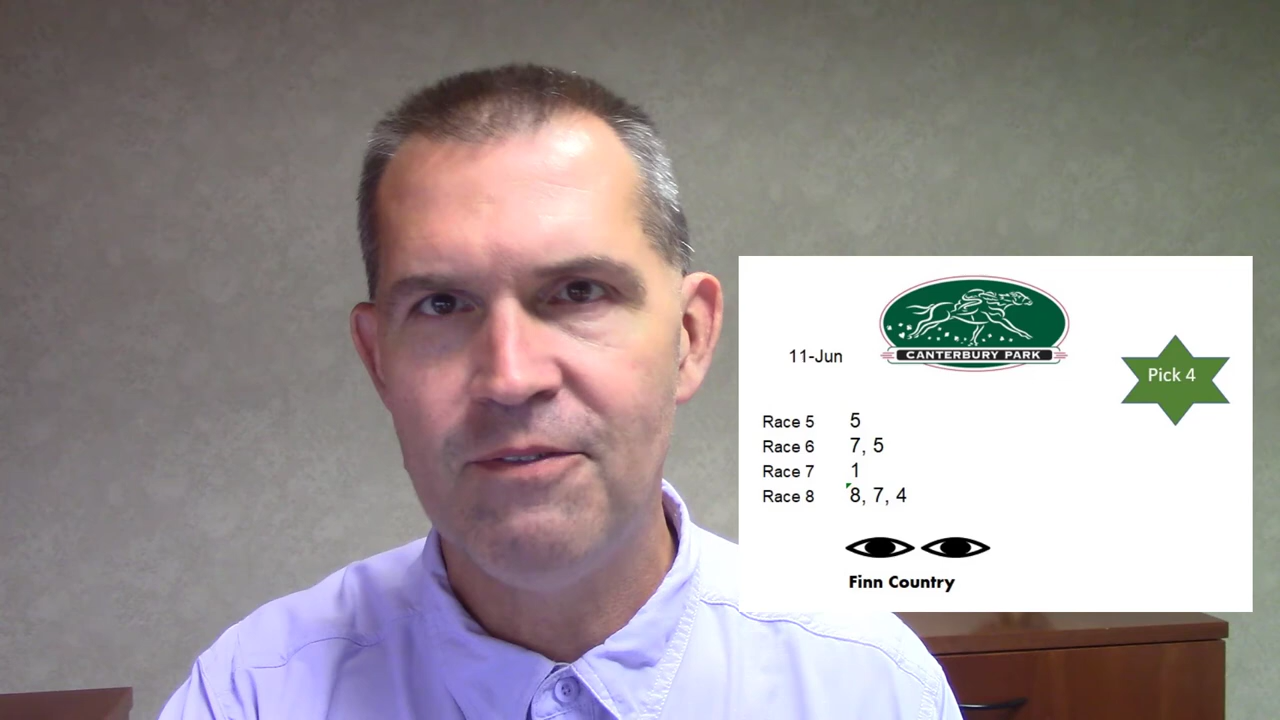 CANTERBURY PARK
11-Jun
Pick 4
Race 5 5
Race 6 7, 5
Race 7 1
Race 8 8, 7, 4
Finn Country